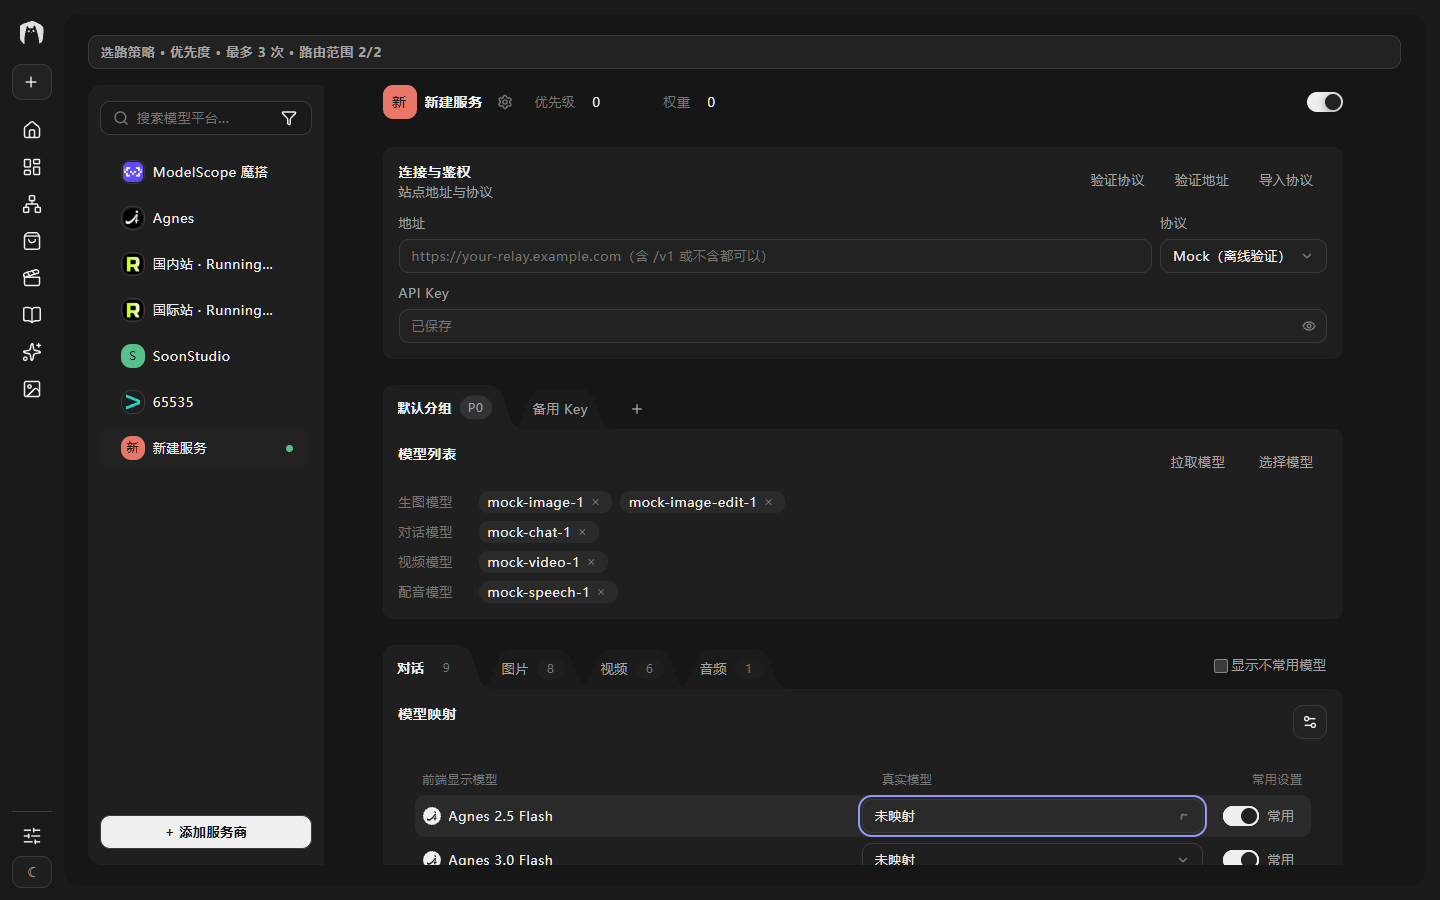 选路策略 • 优先度 • 最多 3 次 • 路由范围 2/2
搜索模型平台...
ModelScope 魔搭
Agnes
国内站 · Running...
国际站 · Running...
S SoonStudio
65535
新 新建服务
+ 添加服务商
新 新建服务 优先级 0 权重 0
连接与鉴权
站点地址与协议
验证协议 验证地址 导入协议
地址 协议
https://your-relay.example.com（含 /v1 或不含都可以） Mock（离线验证）
API Key
已保存
默认分组 P0 备用 Key +
模型列表
拉取模型 选择模型
生图模型 mock-image-1 × mock-image-edit-1 ×
对话模型 mock-chat-1 ×
视频模型 mock-video-1 ×
配音模型 mock-speech-1 ×
对话 9 图片 8 视频 6 音频 1 显示不常用模型
模型映射
前端显示模型 真实模型 常用设置
Agnes 2.5 Flash 未映射 常用
Agnes 3.0 Flash 未映射 常用